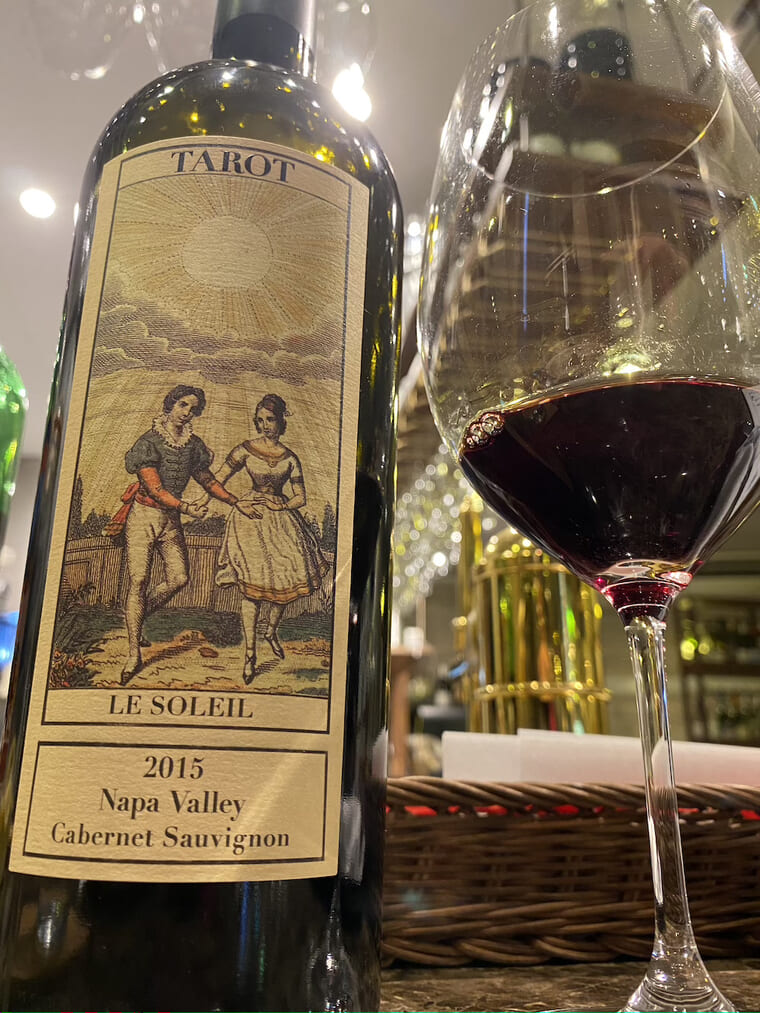 TAROT
LE SOLEIL
2015
Napa Valley
Cabernet Sauvignon